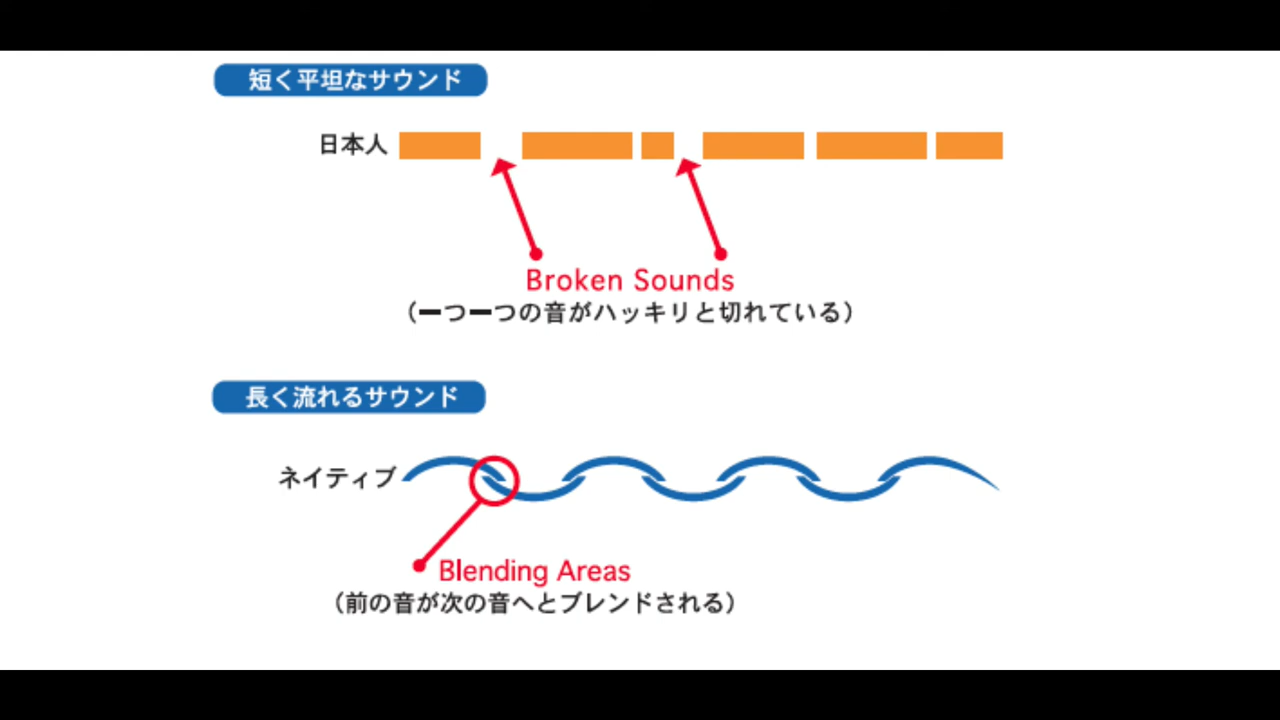 短く平坦なサウンド
日本人
Broken Sounds
（一つ一つの音がハッキリと切れている）
長く流れるサウンド
ネイティブ
Blending Areas
（前の音が次の音へとブレンドされる）